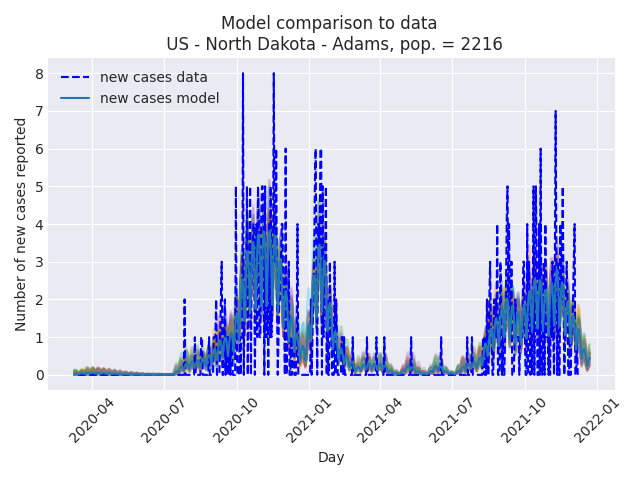 Model comparison to data
US - North Dakota - Adams, pop. = 2216
new cases data
new cases model
Number of new cases reported
8
7
6
5
4
3
2
1
0
2020-04
2020-07
2020-10
2021-01
2021-04
2021-07
2021-10
2022-01
Day